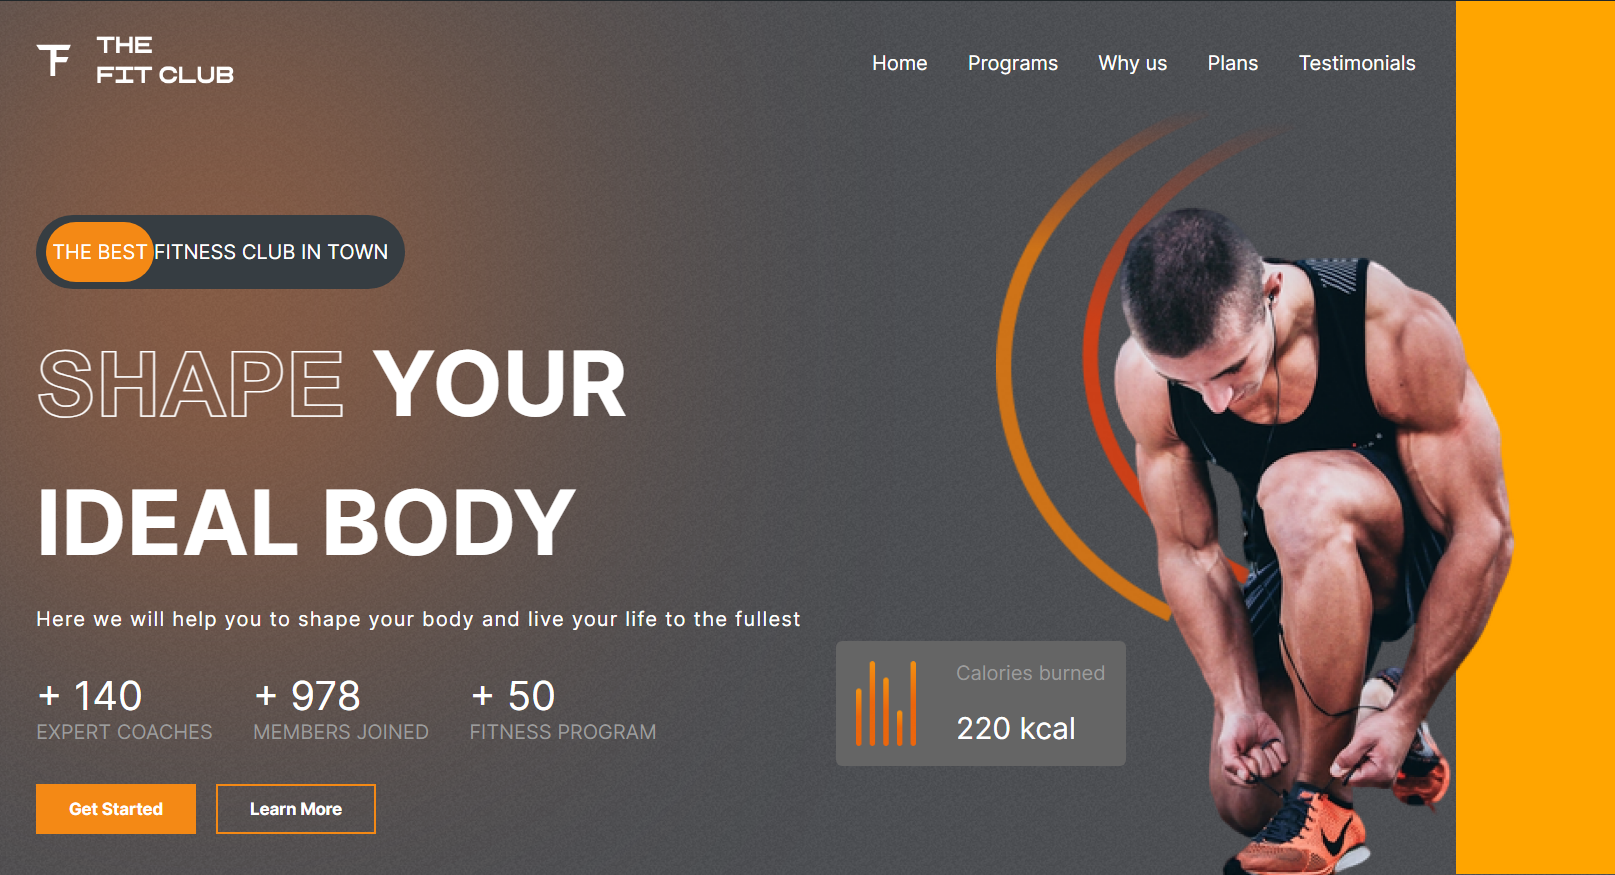 THE
FIT CLUB
Home Programs Why us Plans Testimonials
THE BEST FITNESS CLUB IN TOWN
SHAPE YOUR
IDEAL BODY
Here we will help you to shape your body and live your life to the fullest
+ 140
EXPERT COACHES
+ 978
MEMBERS JOINED
+ 50
FITNESS PROGRAM
Get Started
Learn More
Calories burned
220 kcal